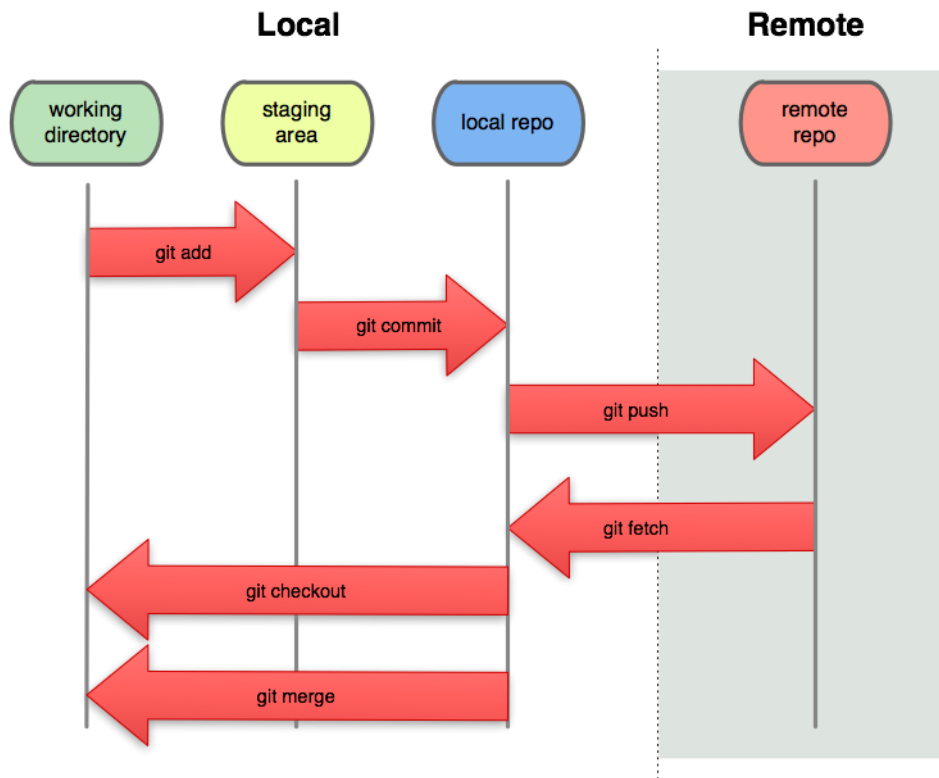 Local
Remote
working
directory
staging
area
local repo
remote
repo
git add
git commit
git push
git fetch
git checkout
git merge